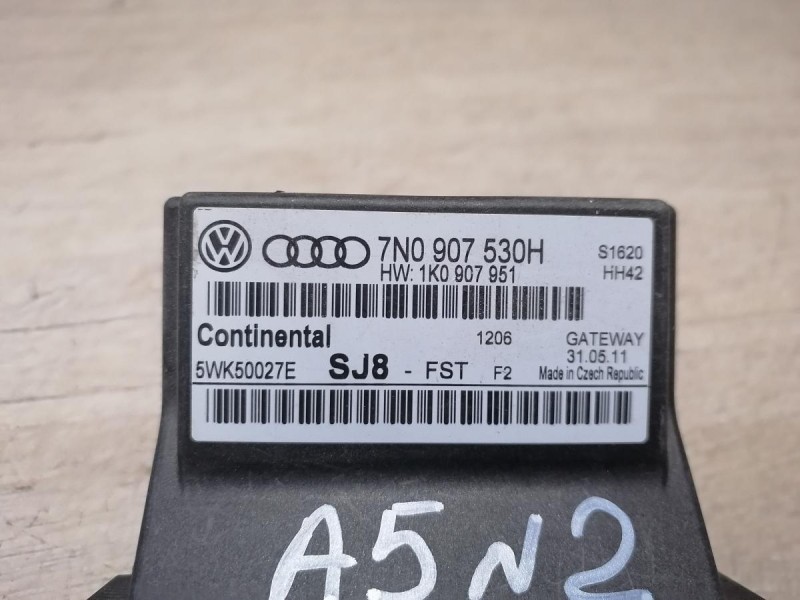 7N0 907 530H S1620
HW: 1K0 907 951 HH42
Continental 1206 GATEWAY
31.05.11
5WK50027E SJ8 - FST F2 Made in Czech Republic
A5N2